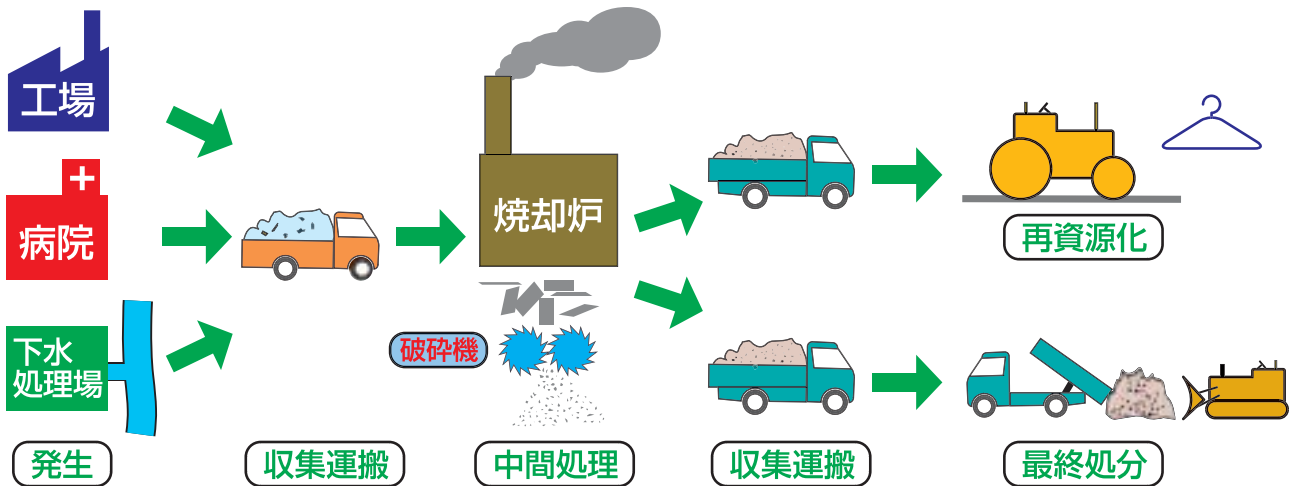 工場
病院
下水
処理場
焼却炉
破砕機
再資源化
発生
収集運搬
中間処理
収集運搬
最終処分